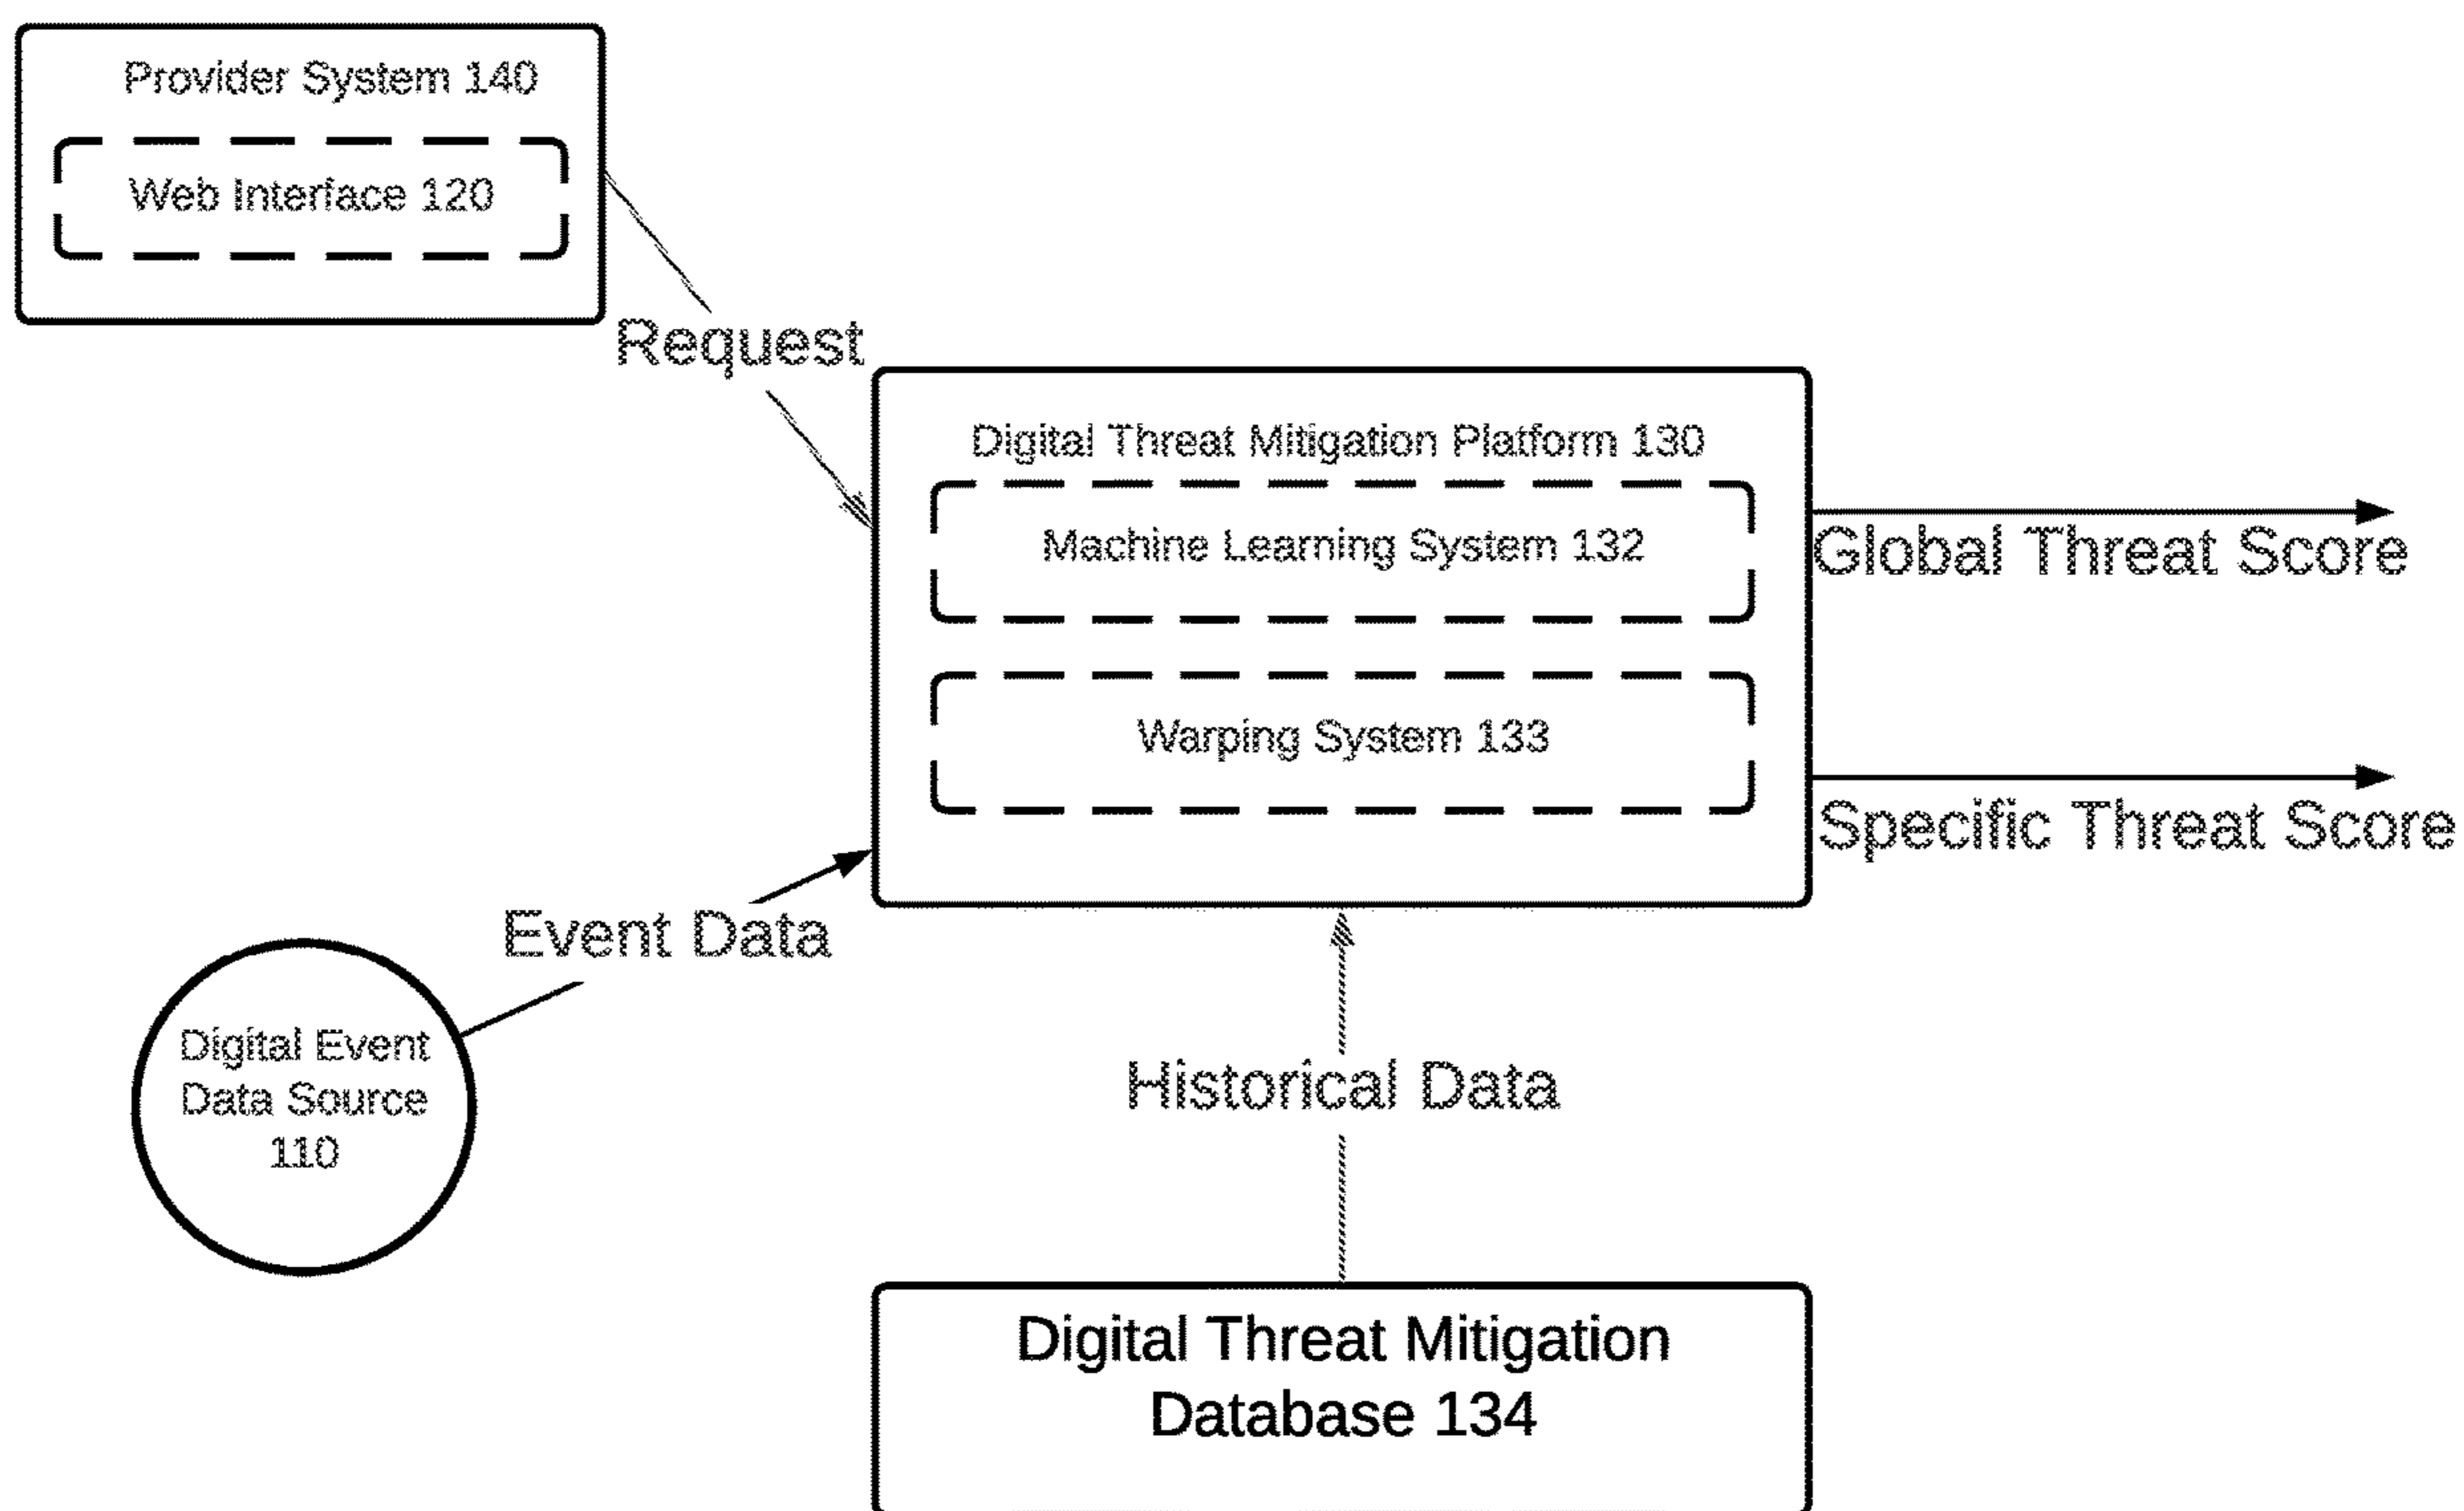 Provider System 140
Web Interface 120
Request
Digital Threat Mitigation Platform 130
Machine Learning System 132
Global Threat Score
Warping System 133
Specific Threat Score
Event Data
Digital Event
Data Source
110
Historical Data
Digital Threat Mitigation
Database 134